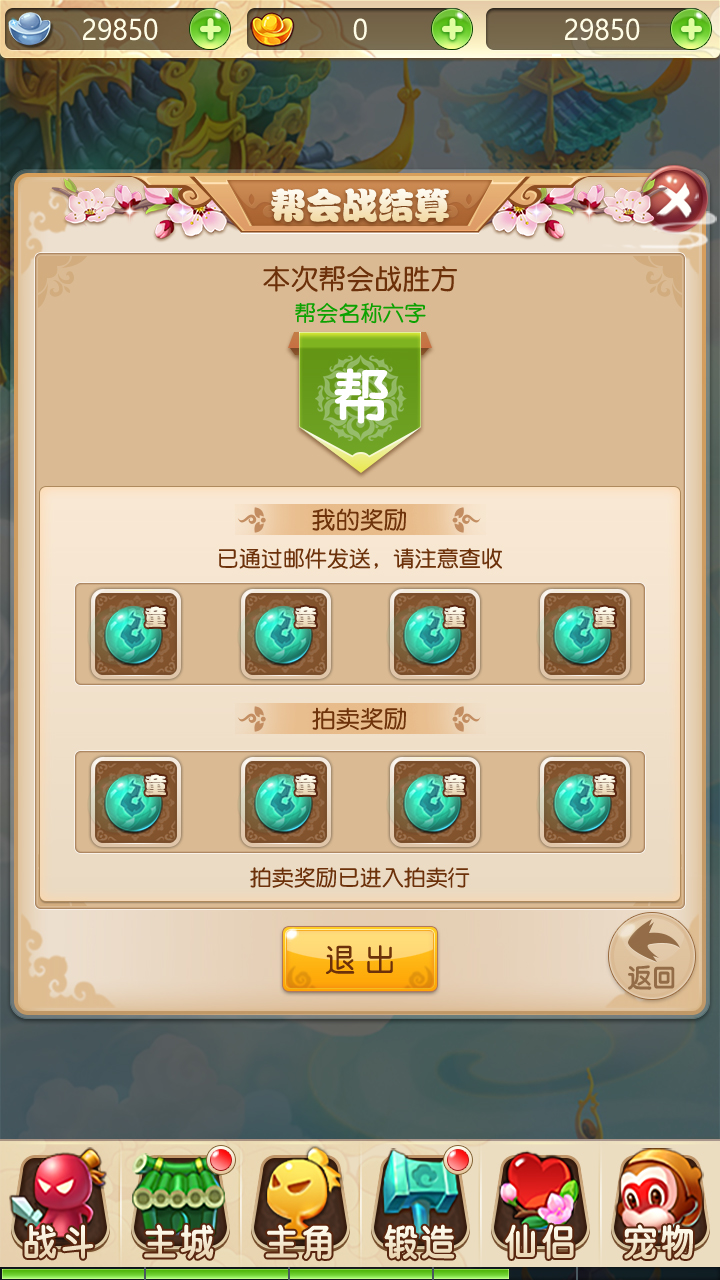 29850 0 29850
帮会战结算
本次帮会战胜方
帮会名称六字
帮
我的奖励
已通过邮件发送，请注意查收
童 童 童 童
拍卖奖励
童 童 童 童
拍卖奖励已进入拍卖行
退出
返回
战斗 主城 主角 锻造 仙侣 宠物